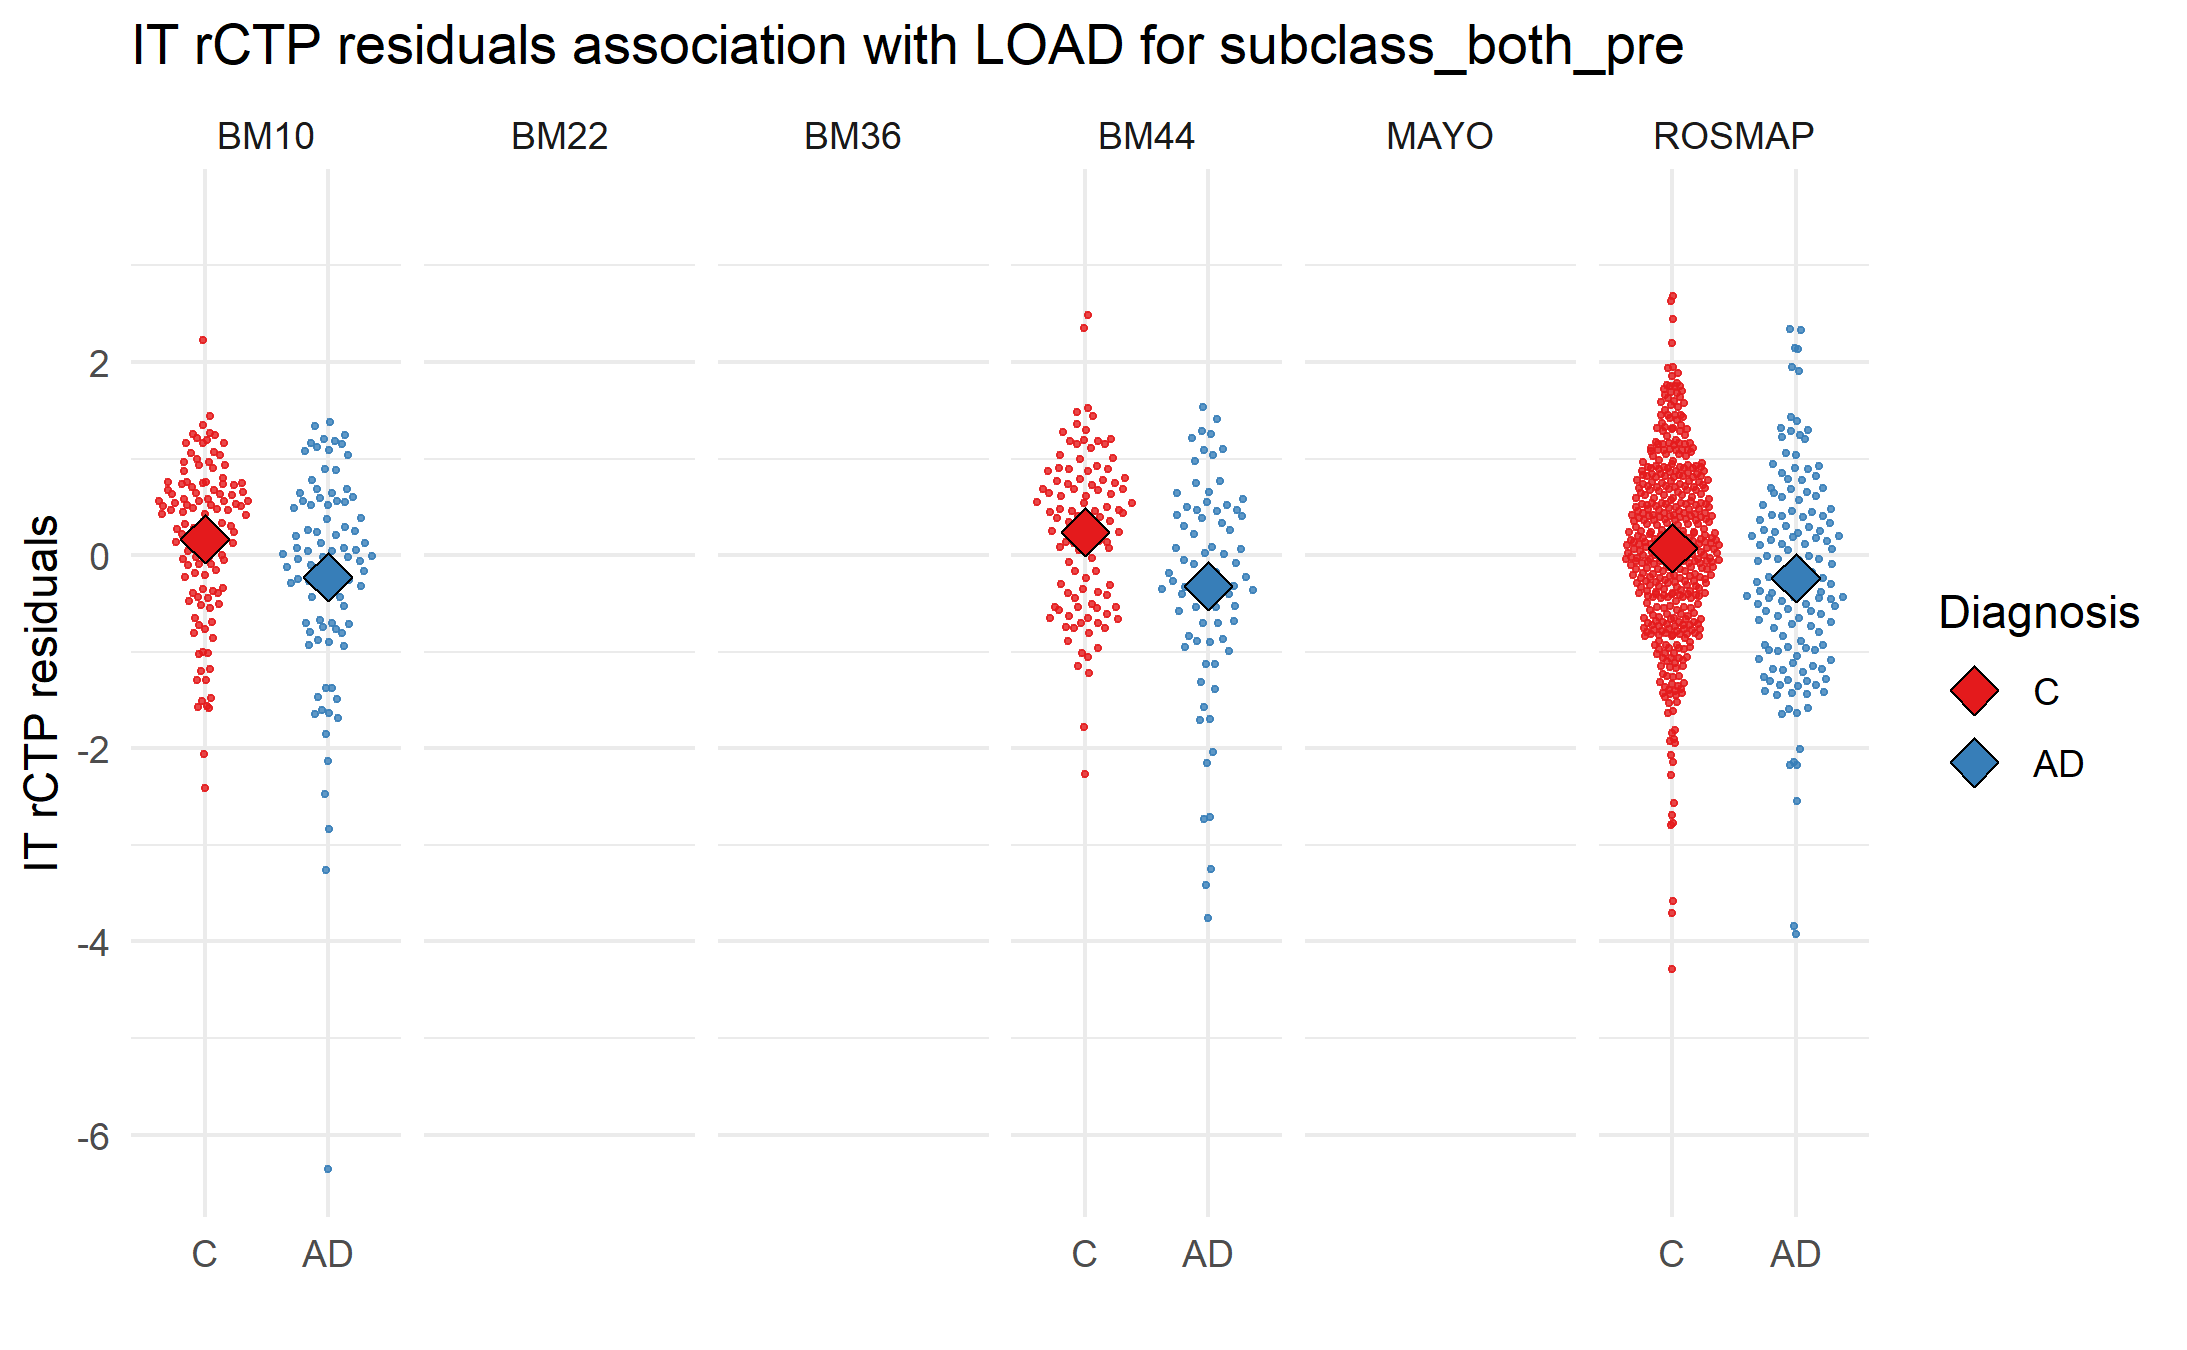 IT rCTP residuals association with LOAD for subclass_both_pre
BM10 BM22 BM36 BM44 MAYO ROSMAP
IT rCTP residuals
2
0
-2
-4
-6
C AD C AD C AD
Diagnosis
C
AD